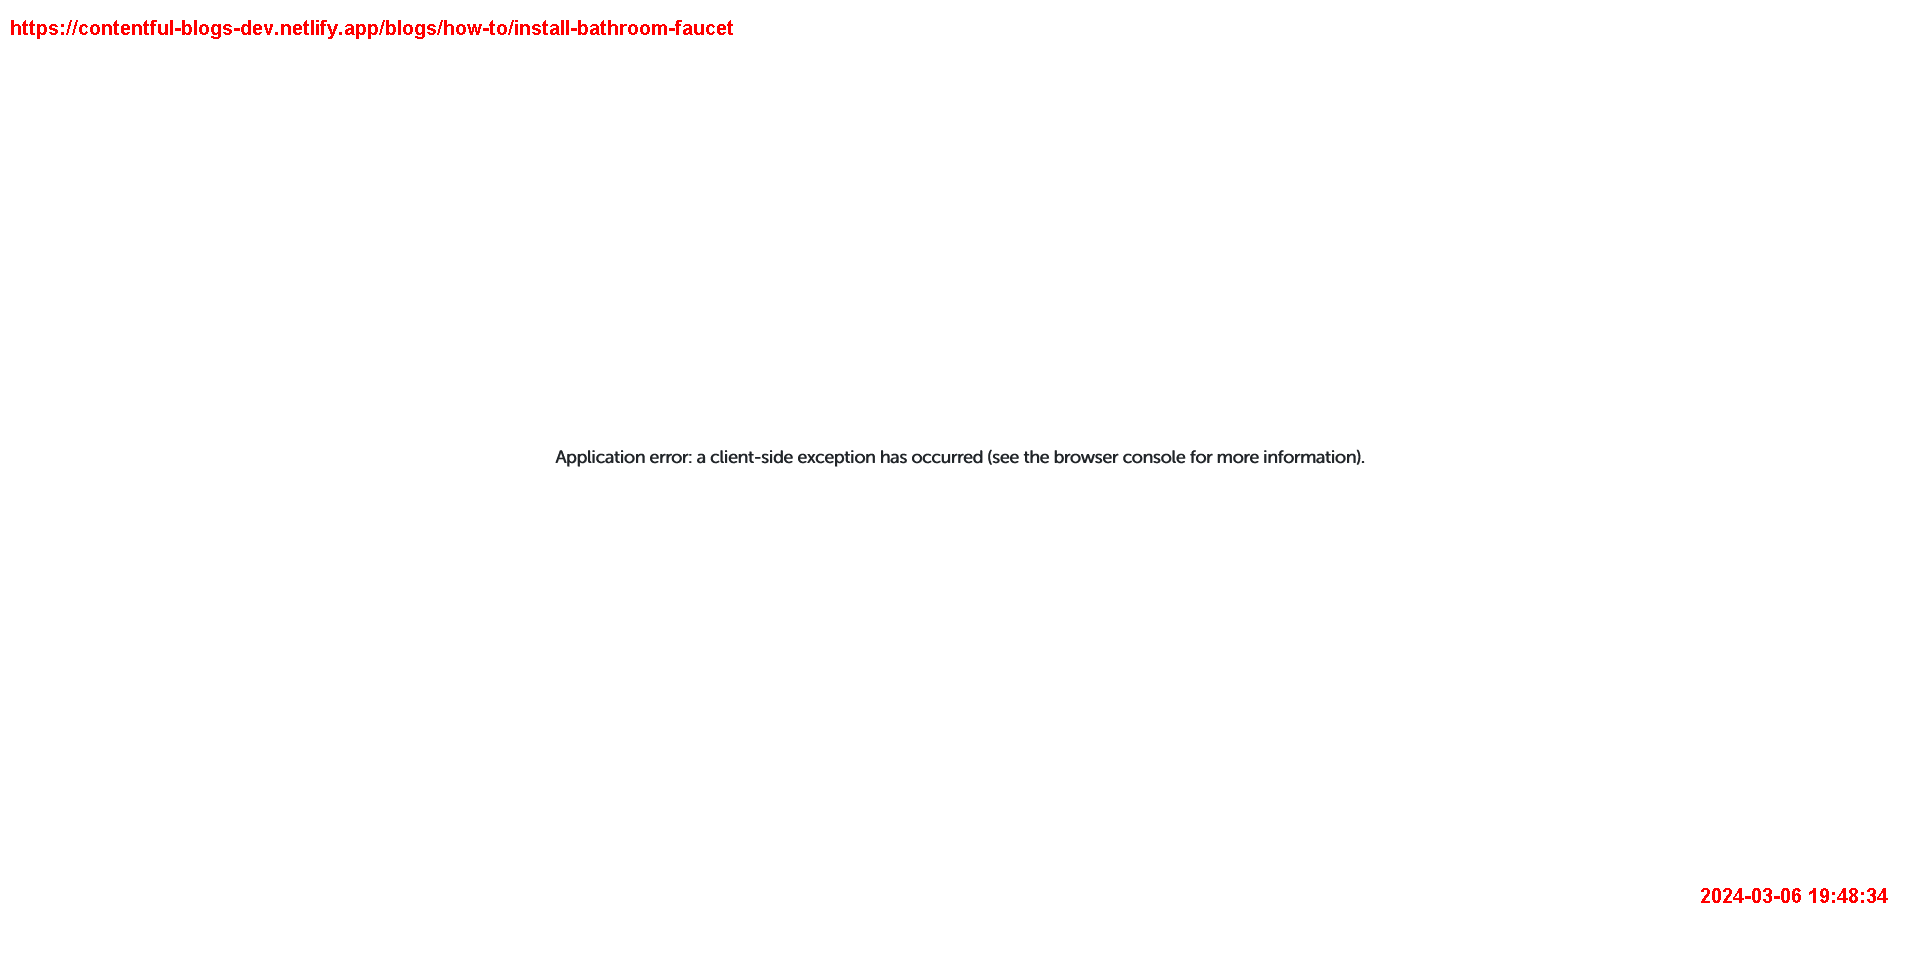 https://contentful-blogs-dev.netlify.app/blogs/how-to/install-bathroom-faucet
Application error: a client-side exception has occurred (see the browser console for more information).
2024-03-06 19:48:34